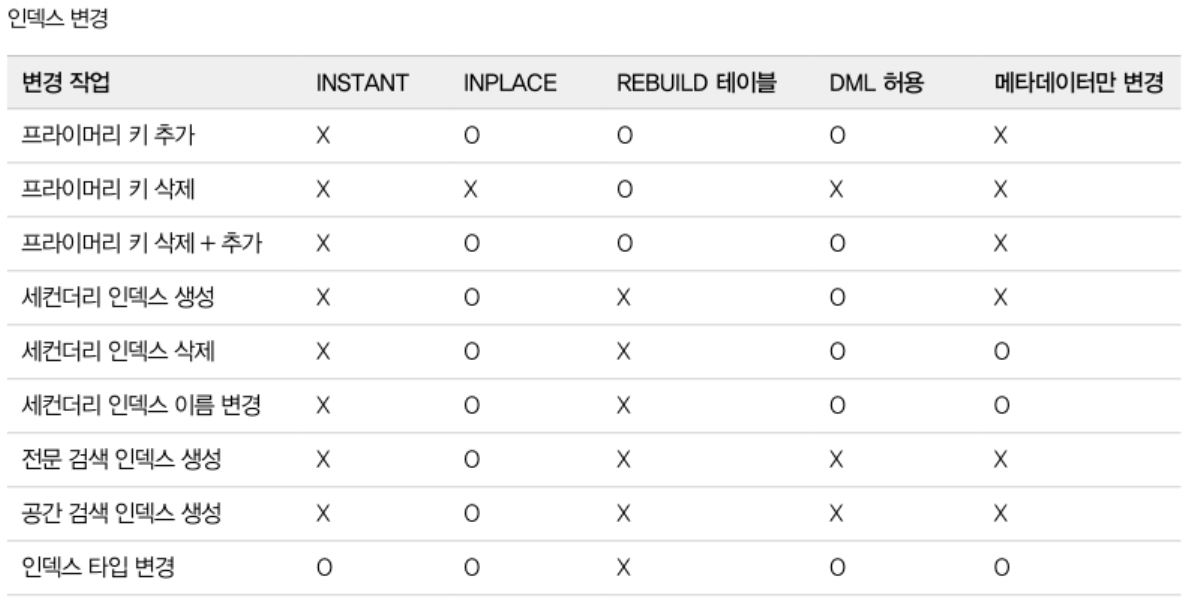 인덱스 변경
변경 작업 INSTANT INPLACE REBUILD 테이블 DML 허용 메타데이터만 변경
프라이머리 키 추가 X O O O X
프라이머리 키 삭제 X X O X X
프라이머리 키 삭제 + 추가 X O O O X
세컨더리 인덱스 생성 X O X O X
세컨더리 인덱스 삭제 X O X O O
세컨더리 인덱스 이름 변경 X O X O O
전문 검색 인덱스 생성 X O X X X
공간 검색 인덱스 생성 X O X X X
인덱스 타입 변경 O O X O O